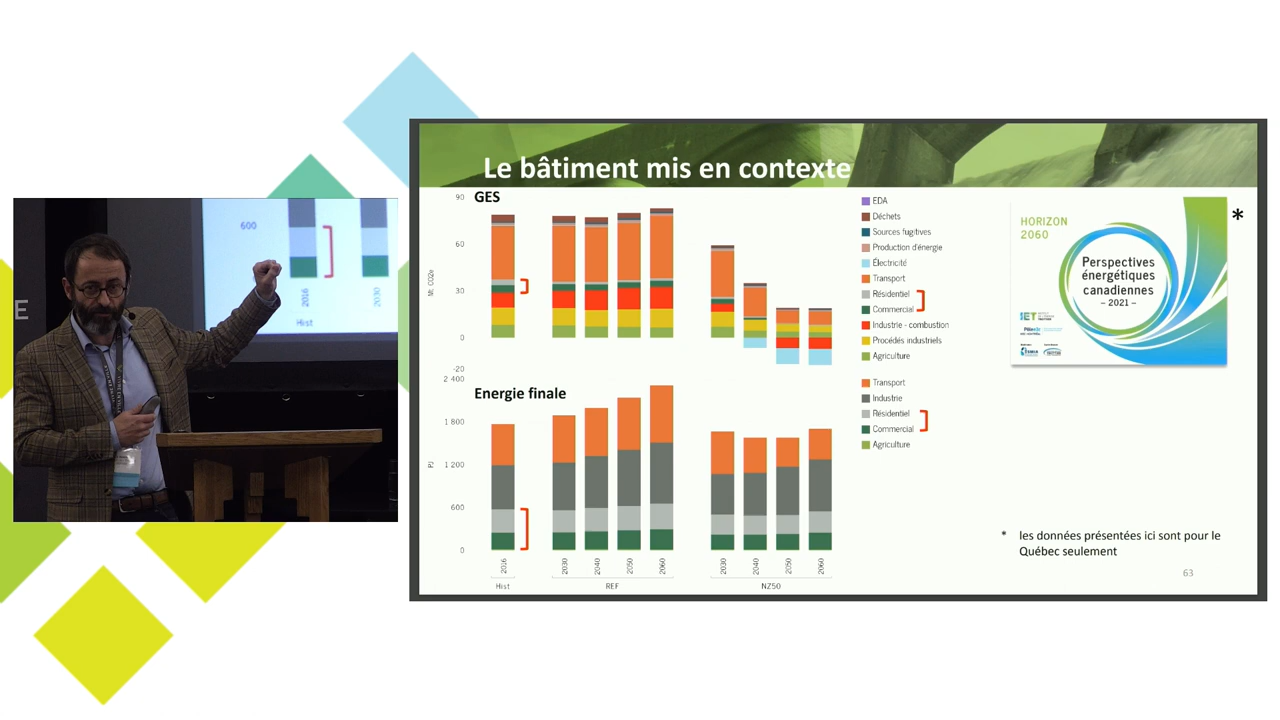 Le bâtiment mis en contexte
GES
90
60
30
0
-20
Mt CO2e
EDA
Déchets
Sources fugitives
Production d'énergie
Électricité
Transport
Résidentiel
Commercial
Industrie - combustion
Procédés industriels
Agriculture
Energie finale
2 400
1 800
1 200
600
0
PJ
Transport
Industrie
Résidentiel
Commercial
Agriculture
2016
2030
2040
2050
2060
2030
2040
2050
2060
Hist
REF
NZ50
HORIZON
2060
Perspectives
énergétiques
canadiennes
– 2021 –
*
* les données présentées ici sont pour le
Québec seulement
63
600
2016
2030
Hist
E